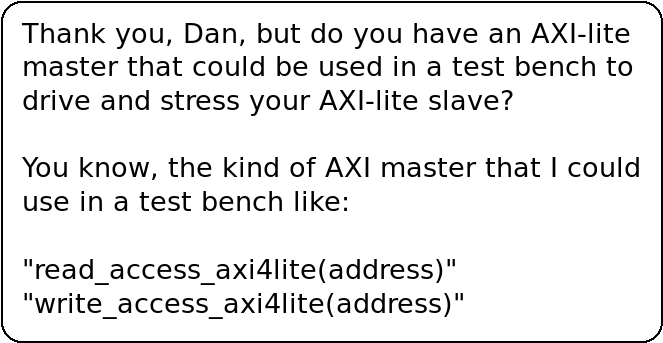 Thank you, Dan, but do you have an AXI-lite
master that could be used in a test bench to
drive and stress your AXI-lite slave?
You know, the kind of AXI master that I could
use in a test bench like:
"read_access_axi4lite(address)"
"write_access_axi4lite(address)"